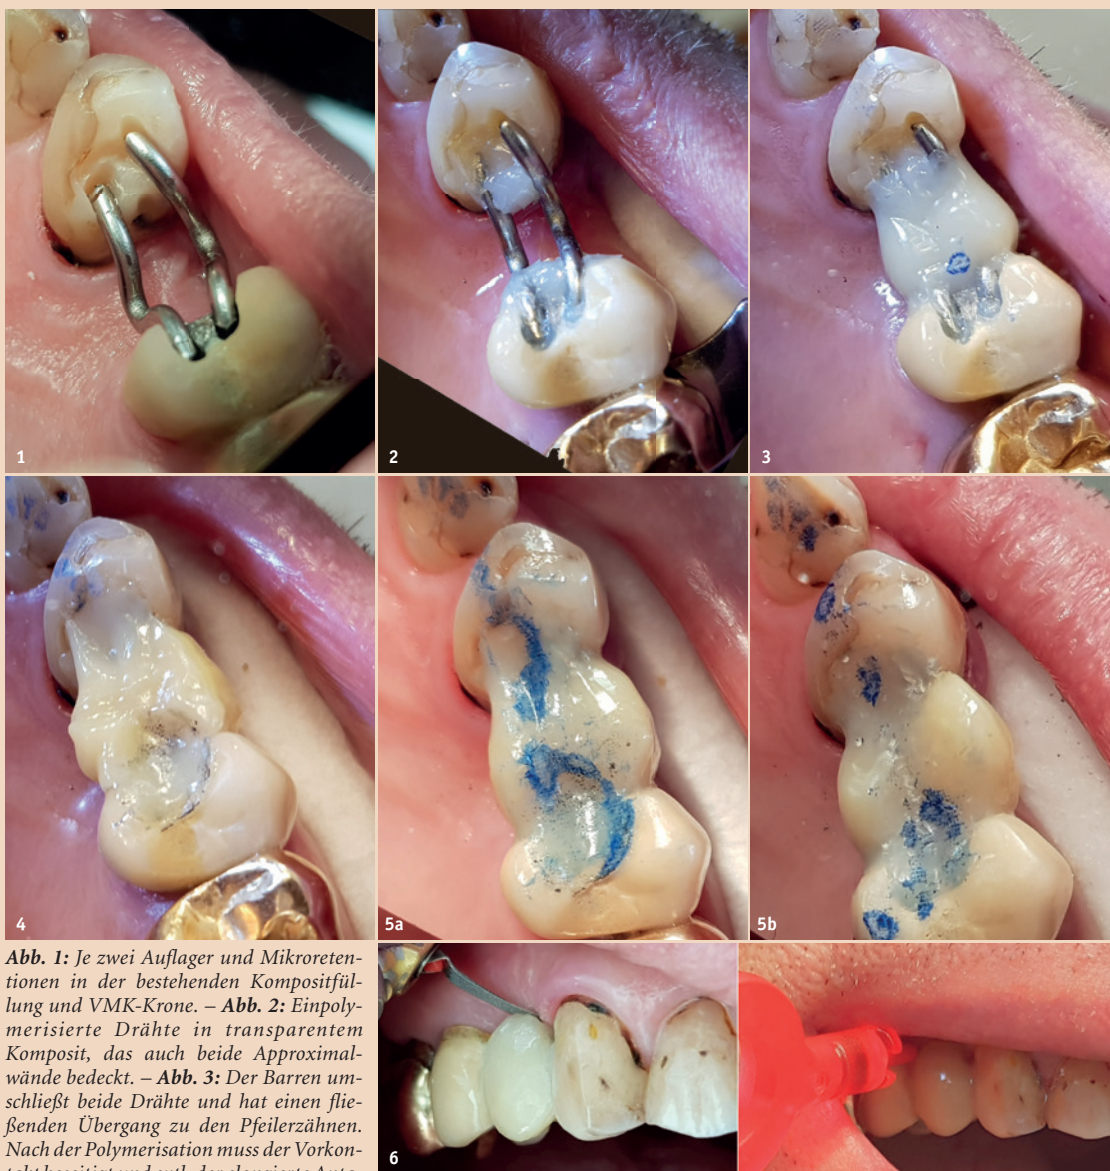 1
2
3
4
5a
5b
Abb. 1: Je zwei Auflager und Mikroreten-
tionen in der bestehenden Kompositfül-
lung und VMK-Krone. – Abb. 2: Einpoly-
merisierte Drähte in transparentem
Komposit, das auch beide Approximal-
wände bedeckt. – Abb. 3: Der Barren um-
schließt beide Drähte und hat einen flie-
ßenden Übergang zu den Pfeilerzähnen.
Nach der Polymerisation muss der Vorkon-
6